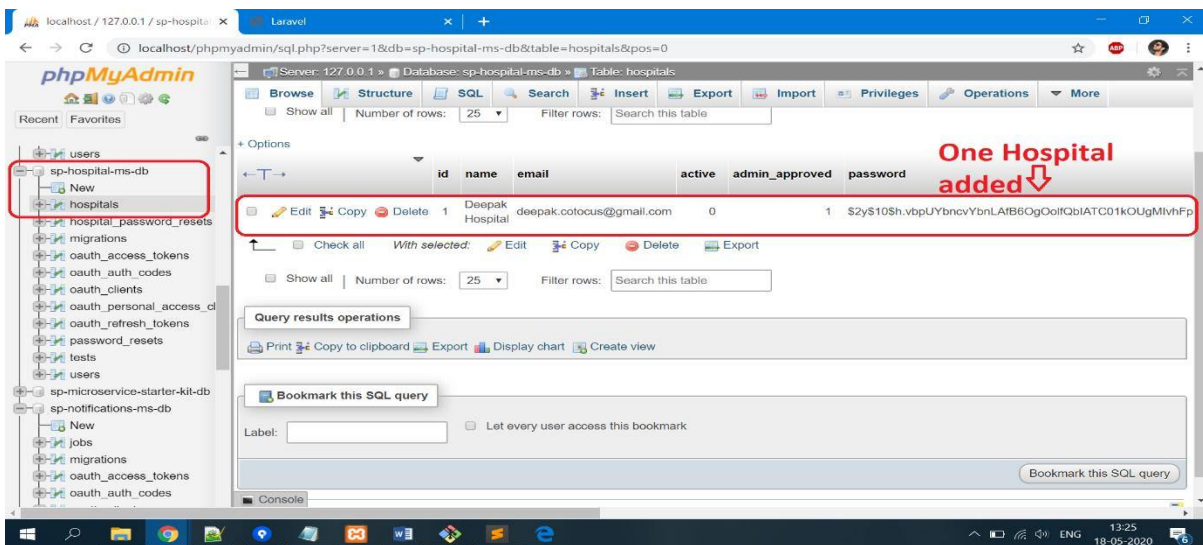 localhost / 127.0.0.1 / sp-hospita
Laravel
localhost/phpmyadmin/sql.php?server=1&db=sp-hospital-ms-db&table=hospitals&pos=0
ABP
phpMyAdmin
Recent Favorites
users
sp-hospital-ms-db
New
hospitals
hospital_password_resets
migrations
oauth_access_tokens
oauth_auth_codes
oauth_clients
oauth_personal_access_cl
oauth_refresh_tokens
password_resets
tests
users
sp-microservice-starter-kit-db
sp-notifications-ms-db
New
jobs
migrations
oauth_access_tokens
oauth_auth_codes
Server: 127.0.0.1 » Database: sp-hospital-ms-db » Table: hospitals
Browse Structure SQL Search Insert Export Import Privileges Operations More
Show all | Number of rows: 25 Filter rows: Search this table
+ Options
One Hospital
added
id name email active admin_approved password
Edit Copy Delete 1 Deepak Hospital deepak.cotocus@gmail.com 0 1
Check all With selected: Edit Copy Delete Export
Show all | Number of rows: 25 Filter rows: Search this table
Query results operations
Print Copy to clipboard Export Display chart Create view
Bookmark this SQL query
Label: Let every user access this bookmark
Bookmark this SQL query
Console
ENG 13:25
18-05-2020